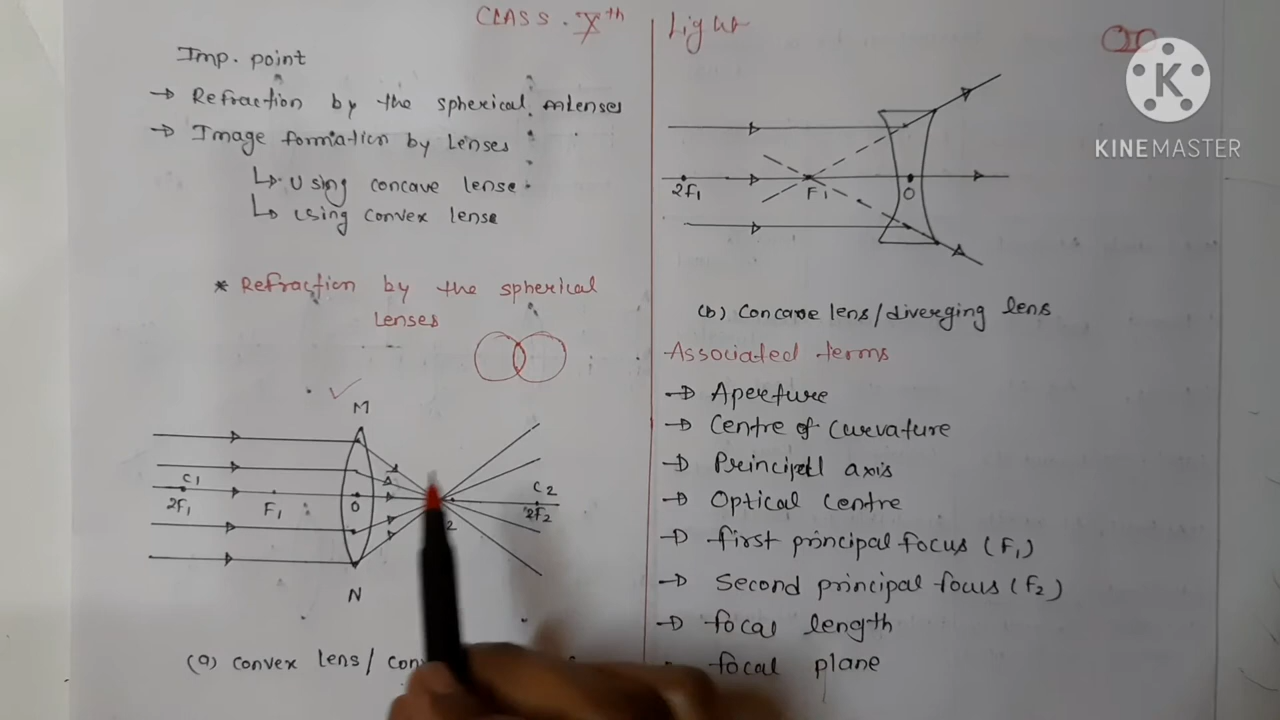 CLASS. Xth Light
KINEMASTER
Imp. point
→ Refraction by the spherical lenses
→ Image formation by Lenses
↳ Using concave lense
↳ Using convex lense
* Refraction by the spherical
Lenses
M
C1
2F1
F1
O
2
C2
2F2
N
(a) convex lens/ con
2F1
F1
O
(b) Concave lens/diverging lens
Associated terms
→ Aperture
→ Centre of Curvature
→ Principal axis
→ Optical centre
→ first principal focus (F1)
→ Second principal focus (F2)
→ focal length
focal plane